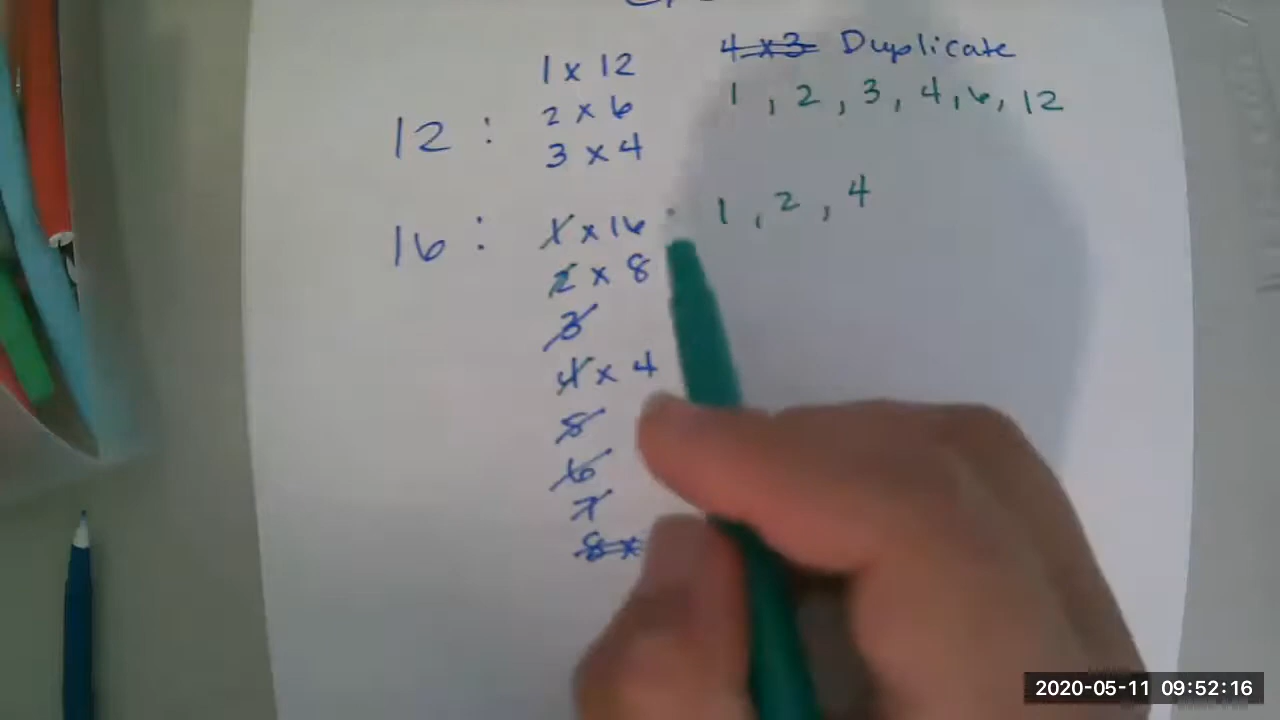 4 x 3 Duplicate
1 x 12
1 , 2 , 3 , 4 , 6 , 12
2 x 6
12 :
3 x 4
16 :
1 x 16 1 , 2 , 4
2 x 8
3
4 x 4
5
6
7
8 x
2020-05-11 09:52:16